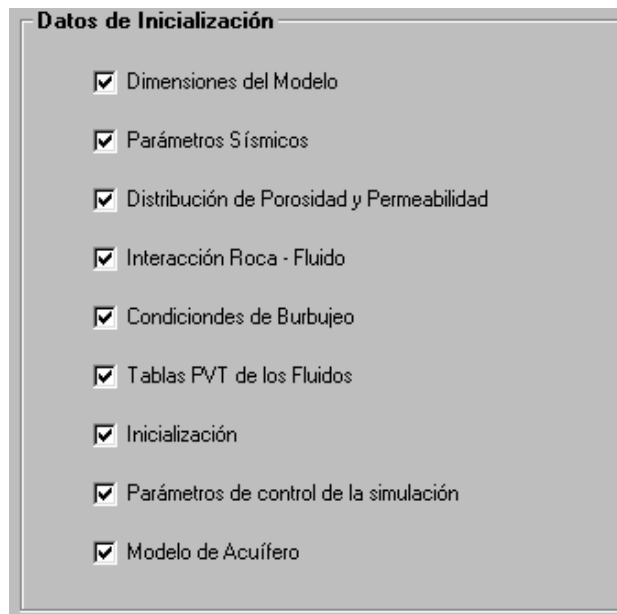 Datos de Inicialización
Dimensiones del Modelo
Parámetros Sísmicos
Distribución de Porosidad y Permeabilidad
Interacción Roca - Fluido
Condiciondes de Burbujeo
Tablas PVT de los Fluidos
Inicialización
Parámetros de control de la simulación
Modelo de Acuífero